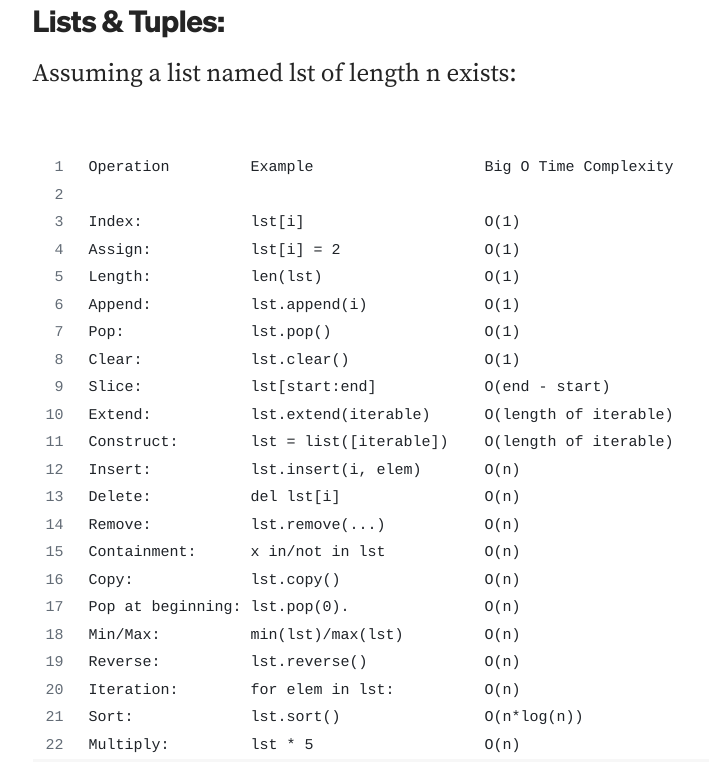 Lists & Tuples:
Assuming a list named lst of length n exists:
1 Operation Example Big O Time Complexity
2
3 Index: lst[i] O(1)
4 Assign: lst[i] = 2 O(1)
5 Length: len(lst) O(1)
6 Append: lst.append(i) O(1)
7 Pop: lst.pop() O(1)
8 Clear: lst.clear() O(1)
9 Slice: lst[start:end] O(end - start)
10 Extend: lst.extend(iterable) O(length of iterable)
11 Construct: lst = list([iterable]) O(length of iterable)
12 Insert: lst.insert(i, elem) O(n)
13 Delete: del lst[i] O(n)
14 Remove: lst.remove(...) O(n)
15 Containment: x in/not in lst O(n)
16 Copy: lst.copy() O(n)
17 Pop at beginning: lst.pop(0). O(n)
18 Min/Max: min(lst)/max(lst) O(n)
19 Reverse: lst.reverse() O(n)
20 Iteration: for elem in lst: O(n)
21 Sort: lst.sort() O(n*log(n))
22 Multiply: lst * 5 O(n)